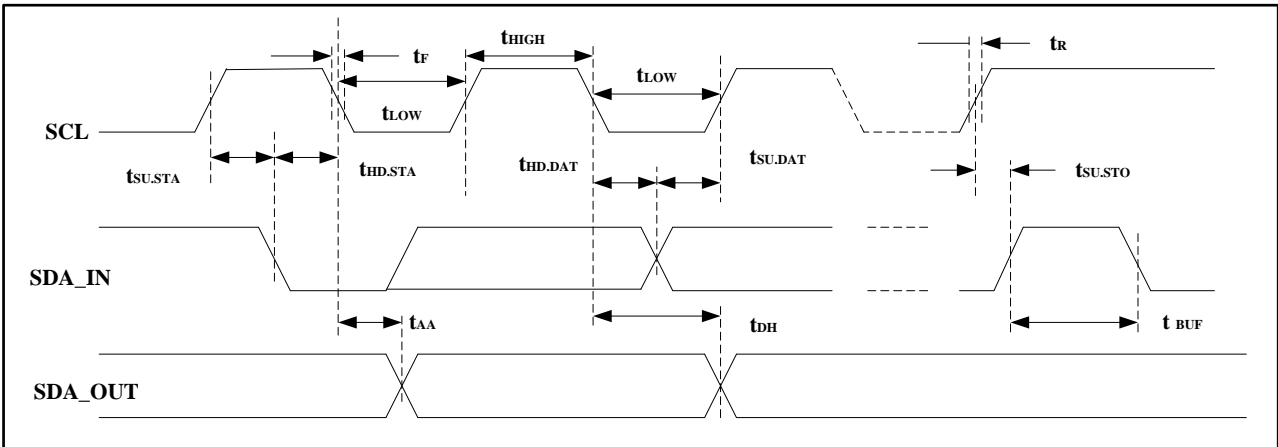 tHIGH
tF
tR
tLOW
tLOW
SCL
tSU.STA
tHD.STA
tHD.DAT
tSU.DAT
tSU.STO
SDA_IN
tAA
tDH
t BUF
SDA_OUT